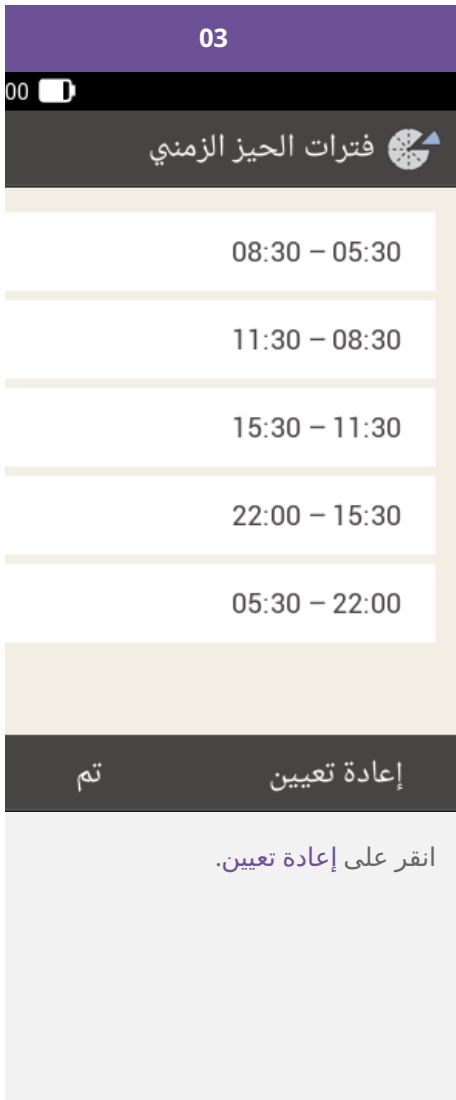 03
00
فترات الحيز الزمني
05:30 – 08:30
08:30 – 11:30
11:30 – 15:30
15:30 – 22:00
22:00 – 05:30
إعادة تعيين تم
انقر على إعادة تعيين.